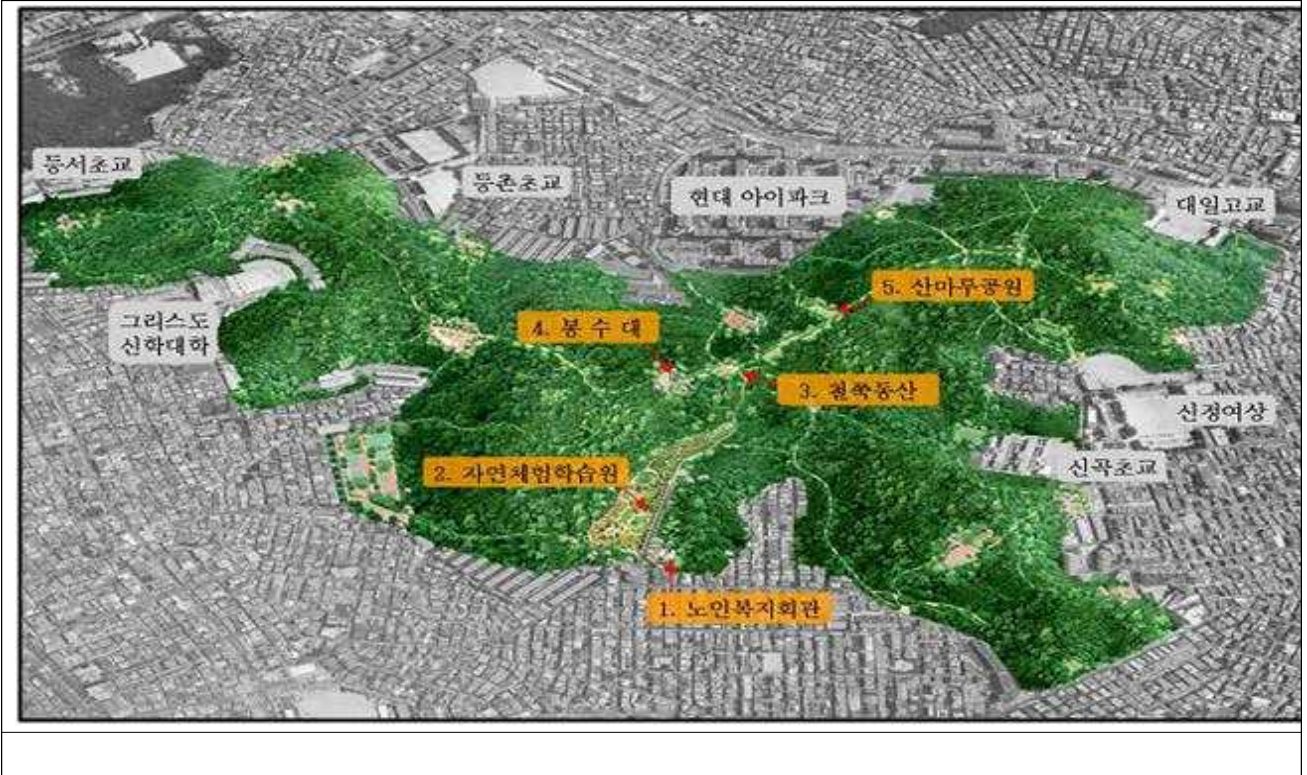 등서초교
등촌초교
현대 아이파크
대일고교
5. 산마루공원
그리스도
신학대학
4. 봉 수 대
3. 철쭉동산
신정여상
신곡초교
2. 자연체험학습원
1. 노인복지회관